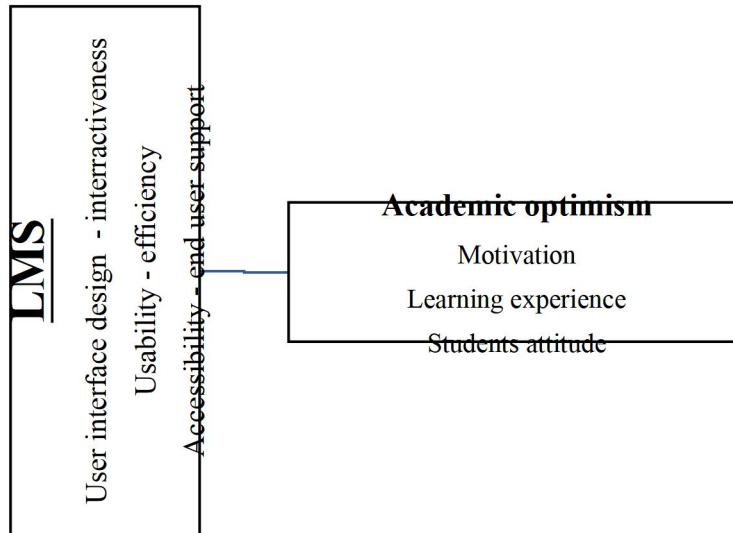 LMS
User interface design - interractiveness
Usability - efficiency
Accessibility - end user support
Academic optimism
Motivation
Learning experience
Students attitude